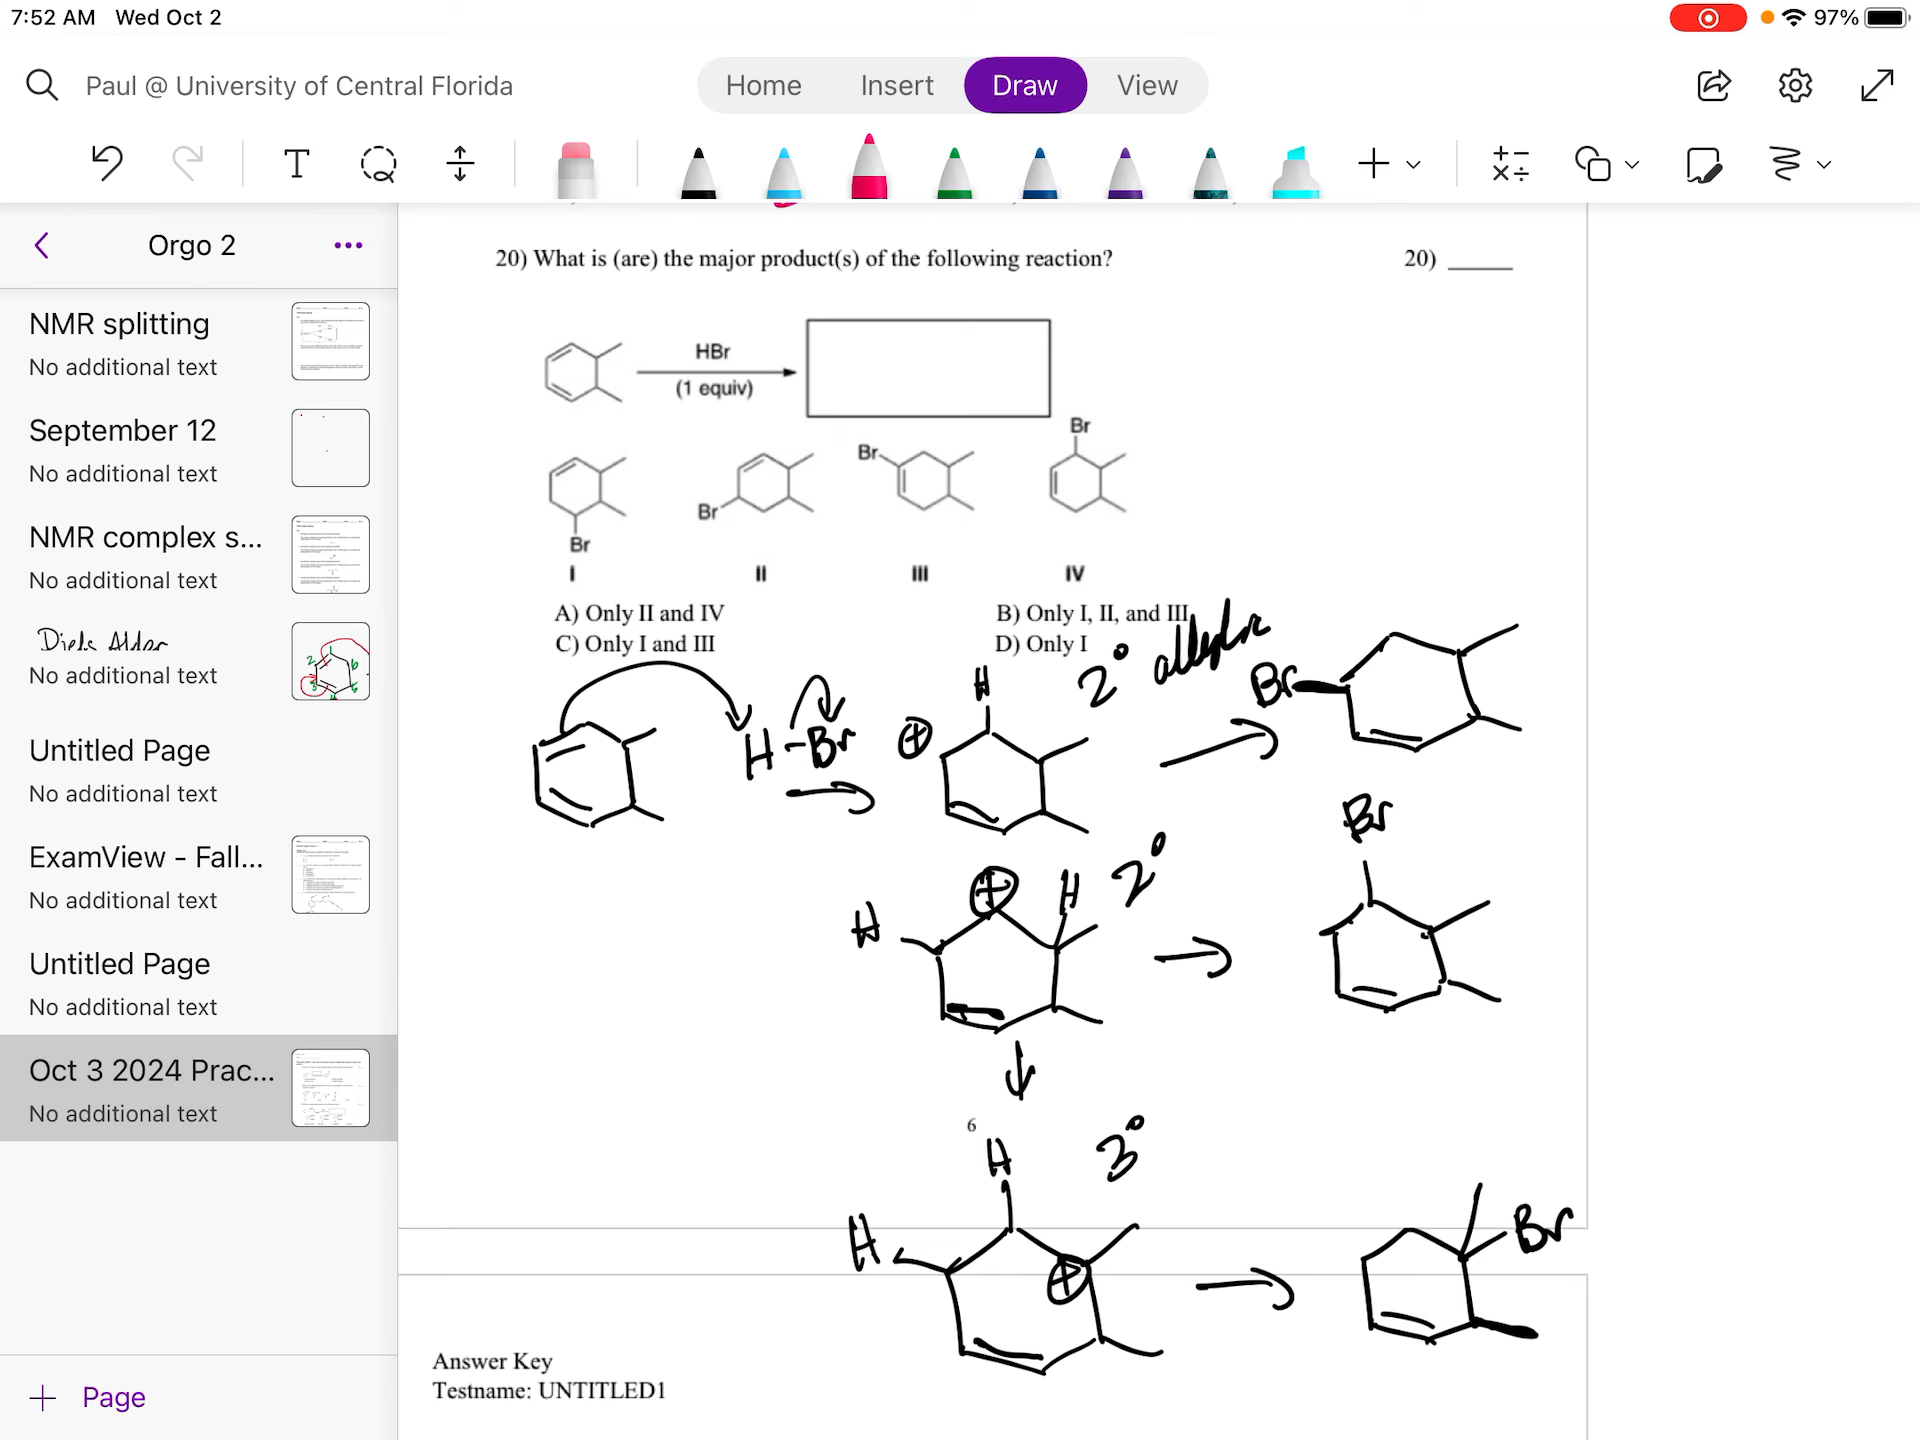 7:52 AM Wed Oct 2
97%
Paul @ University of Central Florida
Home Insert Draw View
T
Orgo 2
NMR splitting
No additional text
September 12
No additional text
NMR complex s...
No additional text
Diels Alder
No additional text
Untitled Page
No additional text
ExamView - Fall...
No additional text
Untitled Page
No additional text
Oct 3 2024 Prac...
No additional text
+ Page
20) What is (are) the major product(s) of the following reaction? 20) ______
HBr
(1 equiv)
Br
Br
Br
Br
I II III IV
A) Only II and IV B) Only I, II, and III
C) Only I and III D) Only I
2° allylic
H
Br
H-Br
+
Br
2°
+
H
H
6
3°
H
H
+
Br
Answer Key
Testname: UNTITLED1